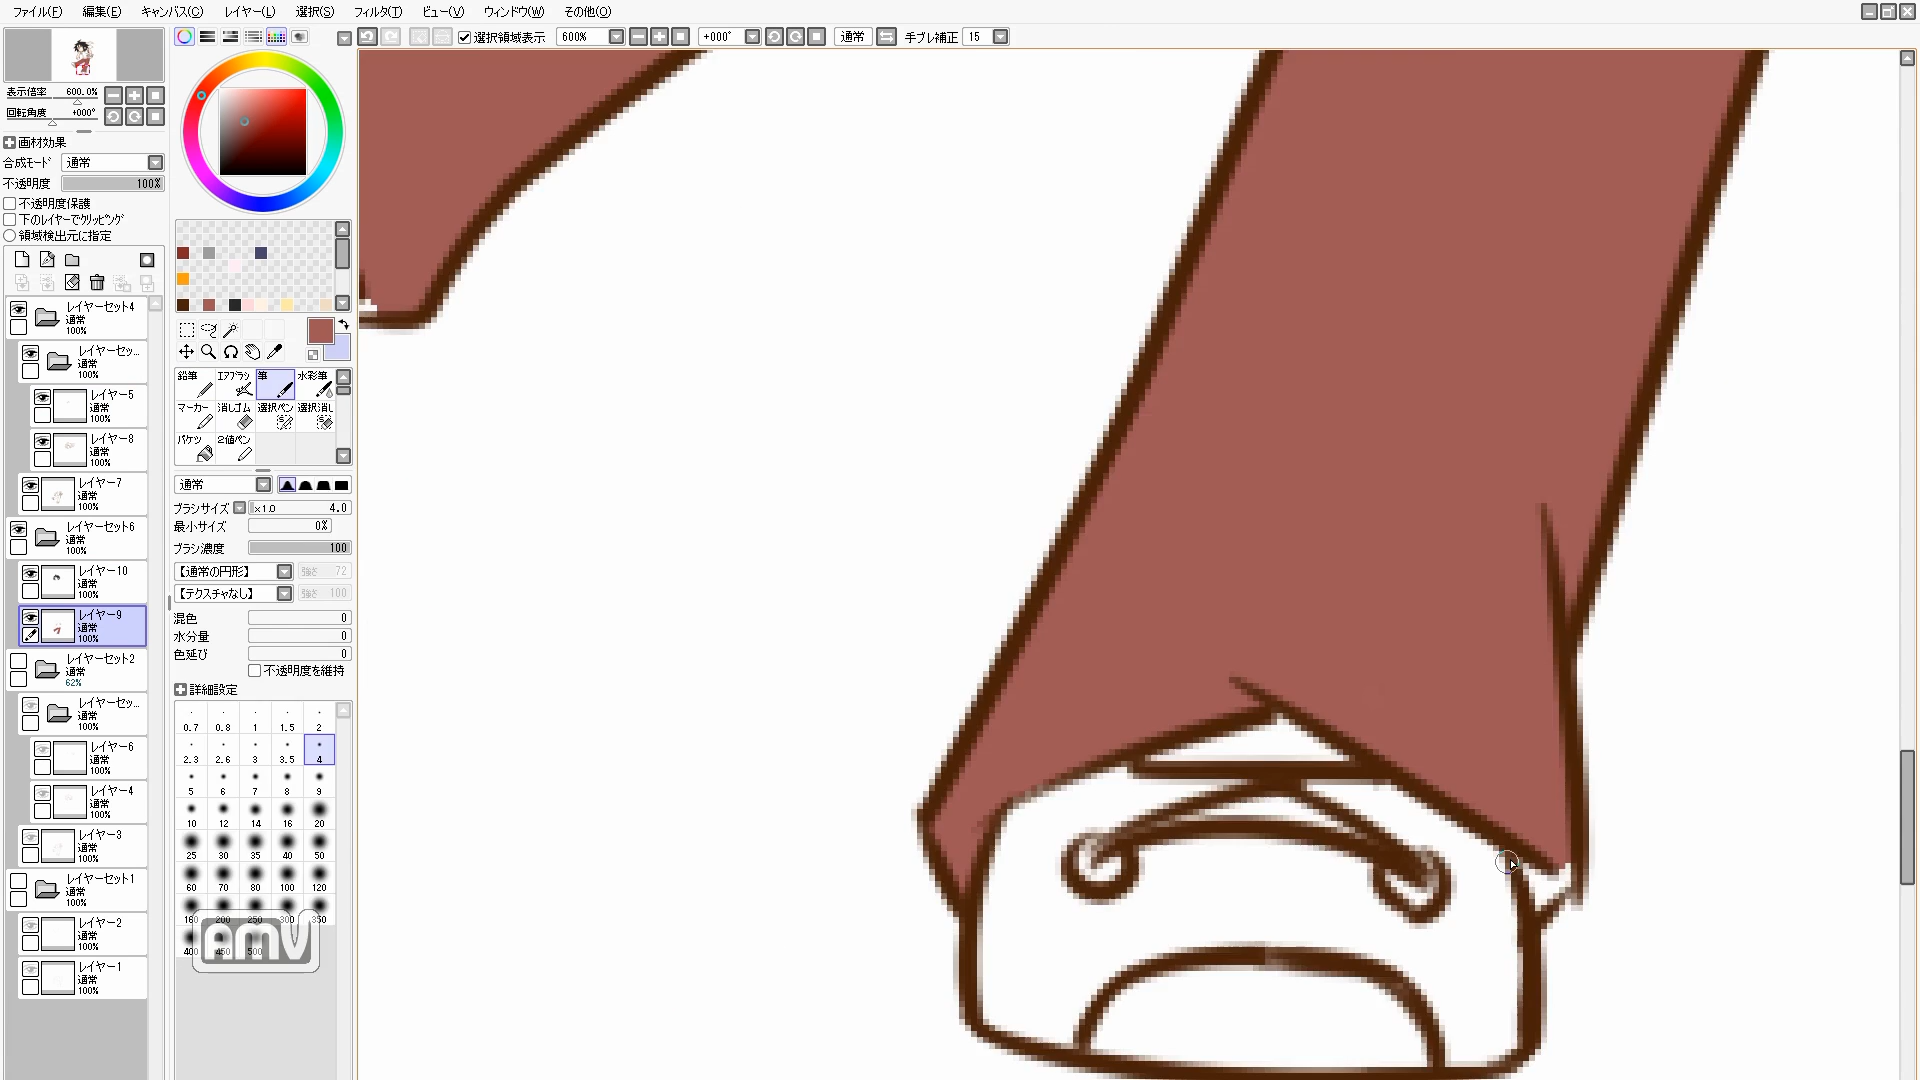 ファイル(F) 編集(E) キャンバス(C) レイヤー(L) 選択(S) フィルタ(T) ビュー(V) ウィンドウ(W) その他(O)
選択領域表示 600% +000° 通常 手ブレ補正 15
表示倍率 600.0%
回転角度 +000°
画材効果
合成モード 通常
不透明度 100%
不透明度保護
下のレイヤーでクリッピング
領域検出元に指定
レイヤーセット4
通常
100%
レイヤーセッ...
通常
100%
レイヤー5
通常
100%
レイヤー8
通常
100%
レイヤー7
通常
100%
レイヤーセット6
通常
100%
レイヤー10
通常
100%
レイヤー9
通常
100%
レイヤーセット2
通常
62%
レイヤーセッ...
通常
100%
レイヤー6
通常
100%
レイヤー4
通常
100%
レイヤー3
通常
100%
レイヤーセット1
通常
100%
レイヤー2
通常
100%
レイヤー1
通常
100%
鉛筆 エアブラシ 筆 水彩筆
マーカー 消しゴム 選択ペン 選択消し
バケツ 2値ペン
通常
ブラシサイズ ×1.0 4.0
最小サイズ 0%
ブラシ濃度 100
【通常の円形】 強さ 72
【テクスチャなし】 強さ 100
混色 0
水分量 0
色延び 0
不透明度を維持
詳細設定
0.7 0.8 1 1.5 2
2.3 2.6 3 3.5 4
5 6 7 8 9
10 12 14 16 20
25 30 35 40 50
60 70 80 100 120
160 200 250 300 350
400 450 500
AMV